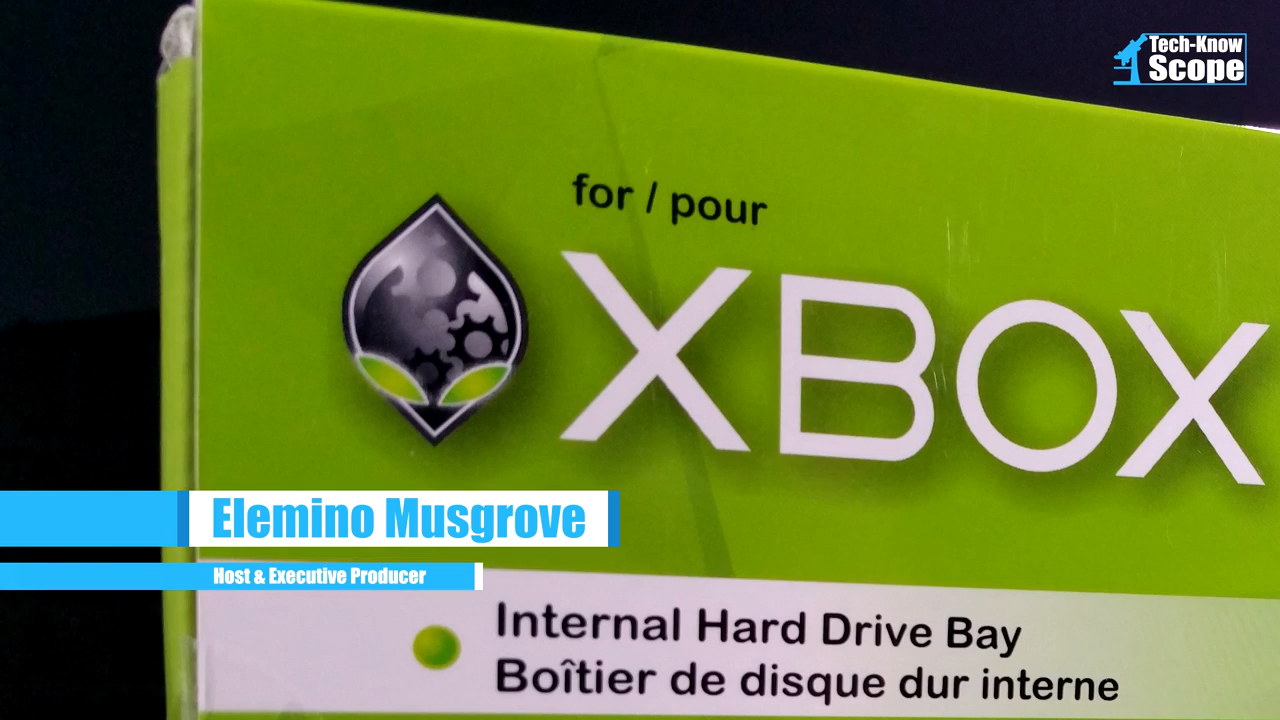 Tech-Know
Scope
for / pour
XBOX
Elemino Musgrove
Host & Executive Producer
Internal Hard Drive Bay
Boîtier de disque dur interne